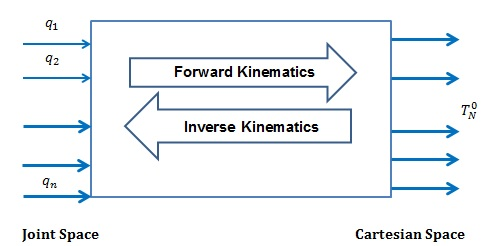 q₁
q₂
Forward Kinematics
T_N^0
Inverse Kinematics
qₙ
Joint Space
Cartesian Space